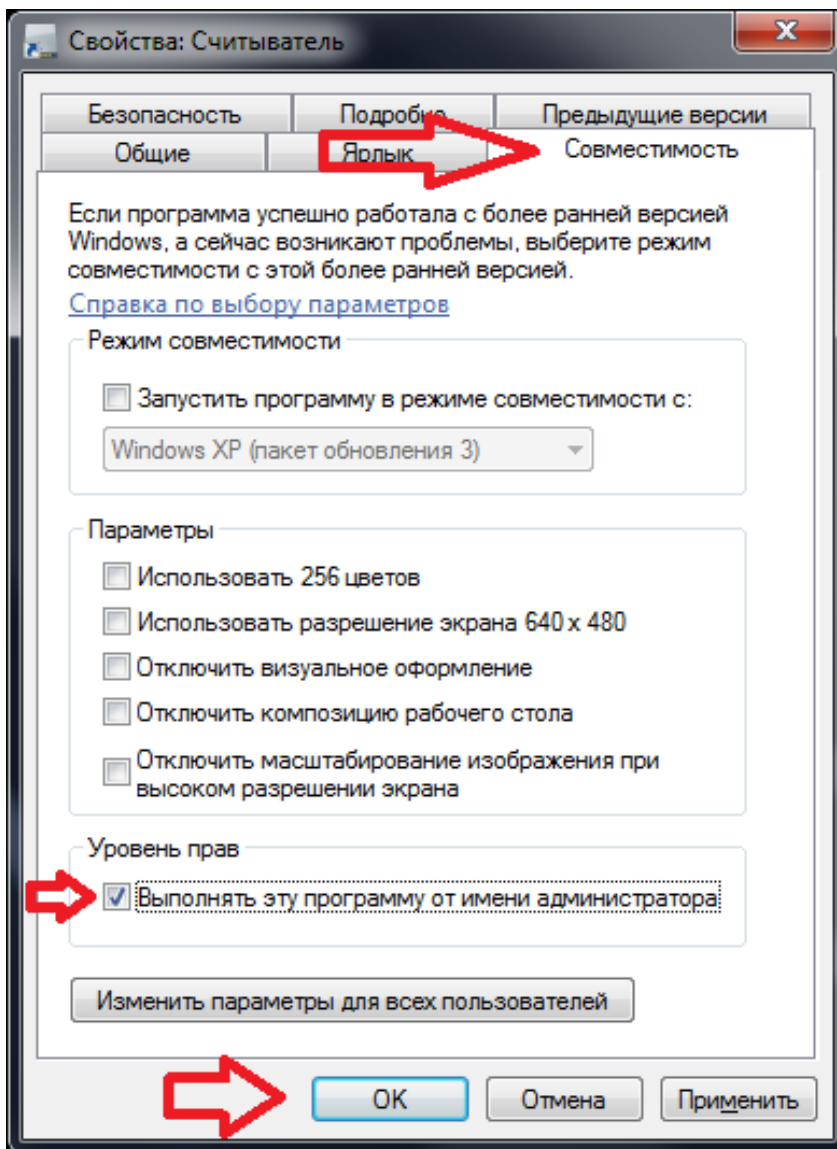 Свойства: Считыватель
Безопасность Подробно Предыдущие версии
Общие Ярлык Совместимость
Если программа успешно работала с более ранней версией
Windows, а сейчас возникают проблемы, выберите режим
совместимости с этой более ранней версией.
Справка по выбору параметров
Режим совместимости
Запустить программу в режиме совместимости с:
Windows XP (пакет обновления 3)
Параметры
Использовать 256 цветов
Использовать разрешение экрана 640 x 480
Отключить визуальное оформление
Отключить композицию рабочего стола
Отключить масштабирование изображения при
высоком разрешении экрана
Уровень прав
Выполнять эту программу от имени администратора
Изменить параметры для всех пользователей
ОК Отмена Применить